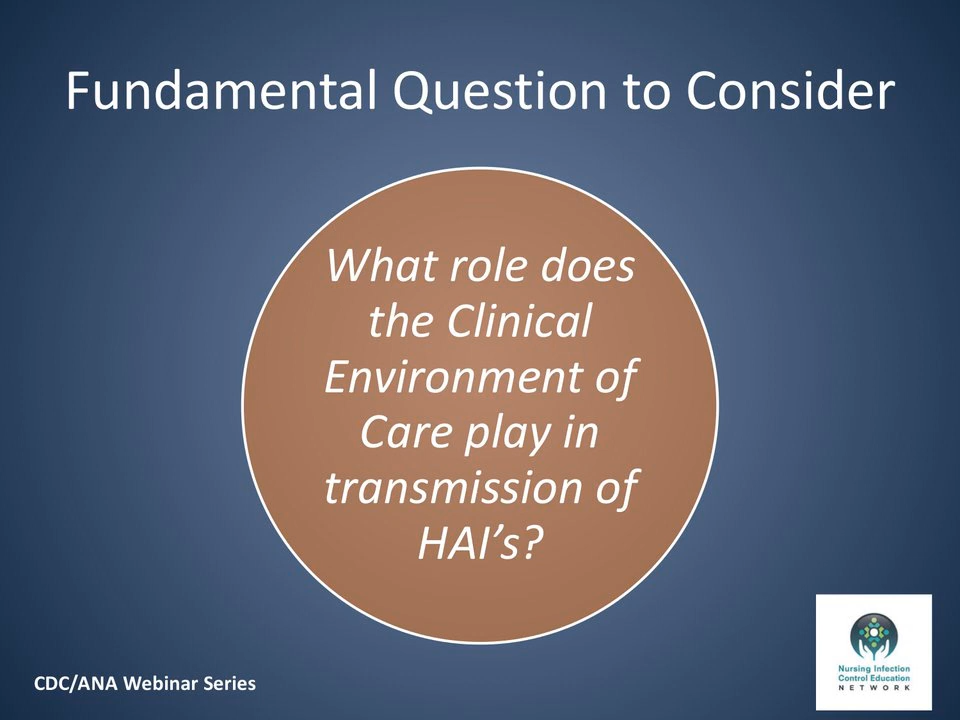 Fundamental Question to Consider
What role does
the Clinical
Environment of
Care play in
transmission of
HAI’s?
CDC/ANA Webinar Series
Nursing Infection
Control Education
NETWORK